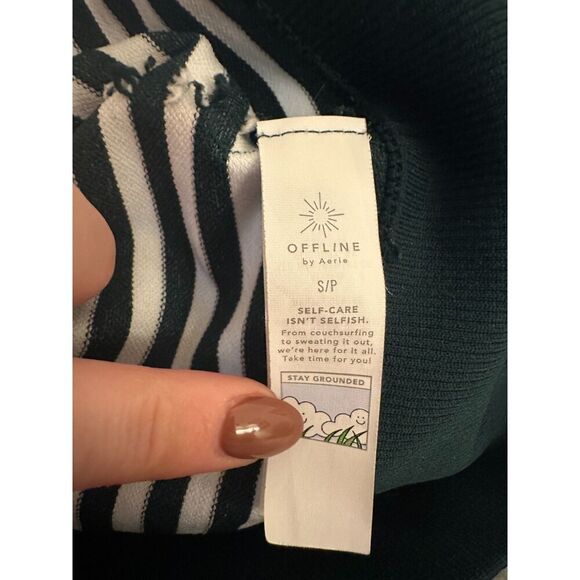 OFFLINE
by Aerie
S/P
SELF-CARE
ISN'T SELFISH.
From couchsurfing
to sweating it out,
we're here for it all.
Take time for you!
STAY GROUNDED